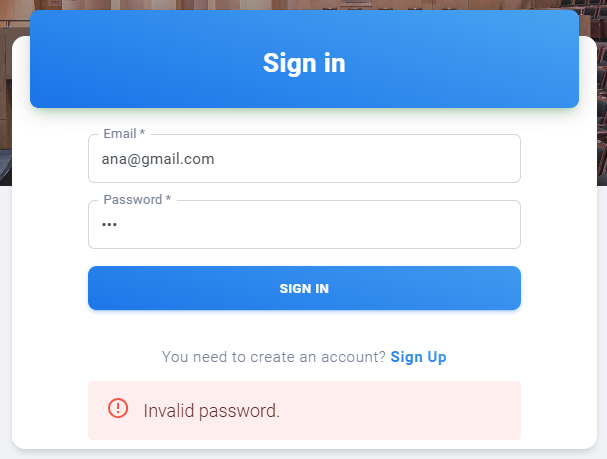 Sign in
Email *
ana@gmail.com
Password *
•••
SIGN IN
You need to create an account? Sign Up
Invalid password.